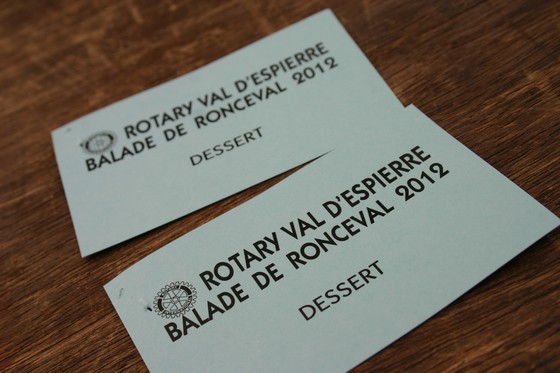 ROTARY VAL D'ESPIERRE
BALADE DE RONCEVAL 2012
DESSERT
ROTARY VAL D'ESPIERRE
BALADE DE RONCEVAL 2012
DESSERT